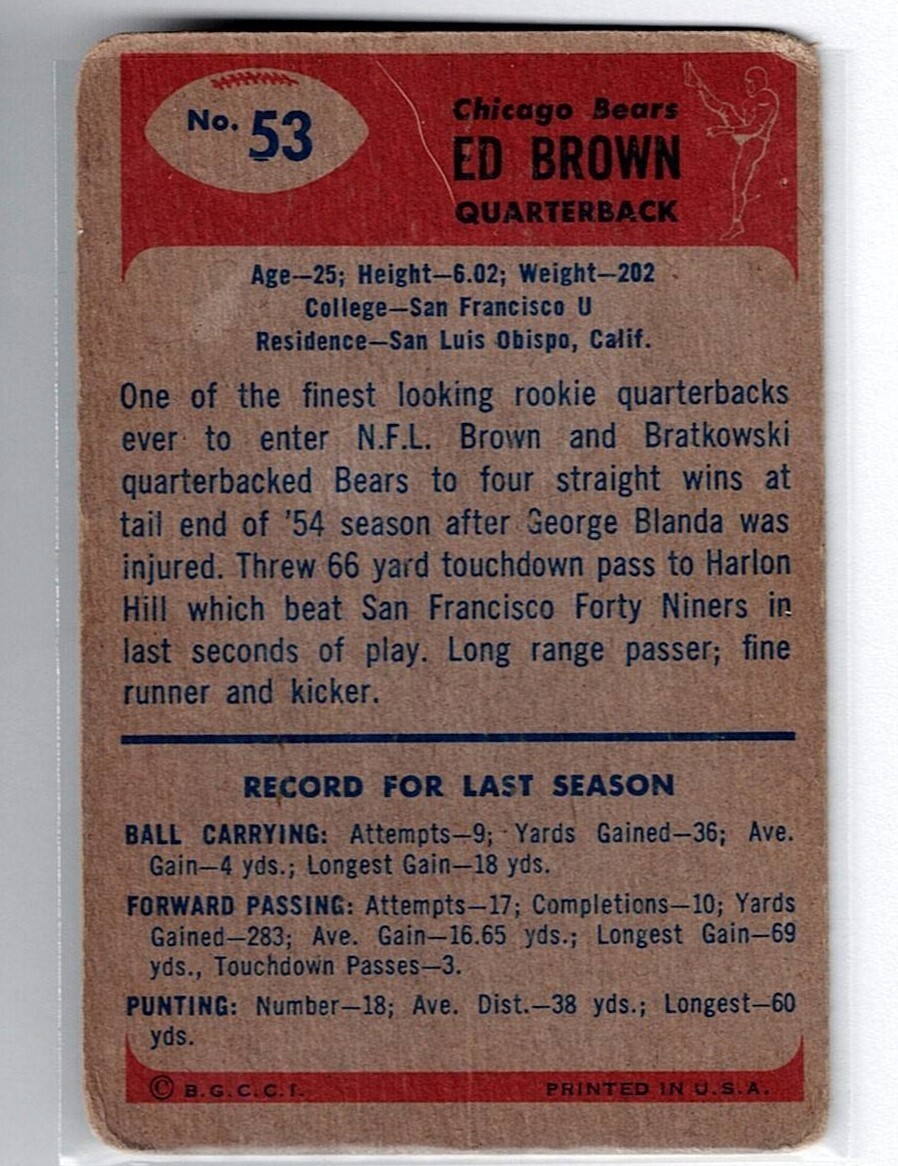 No. 53
Chicago Bears
ED BROWN
QUARTERBACK
Age—25; Height—6.02; Weight—202
College—San Francisco U
Residence—San Luis Obispo, Calif.
One of the finest looking rookie quarterbacks
ever to enter N.F.L. Brown and Bratkowski
quarterbacked Bears to four straight wins at
tail end of '54 season after George Blanda was
injured. Threw 66 yard touchdown pass to Harlon
Hill which beat San Francisco Forty Niners in
last seconds of play. Long range passer; fine
runner and kicker.
RECORD FOR LAST SEASON
BALL CARRYING: Attempts—9; Yards Gained—36; Ave.
Gain—4 yds.; Longest Gain—18 yds.
FORWARD PASSING: Attempts—17; Completions—10; Yards
Gained—283; Ave. Gain—16.65 yds.; Longest Gain—69
yds., Touchdown Passes—3.
PUNTING: Number—18; Ave. Dist.—38 yds.; Longest—60
yds.
© B.G.C.C.I. PRINTED IN U.S.A.